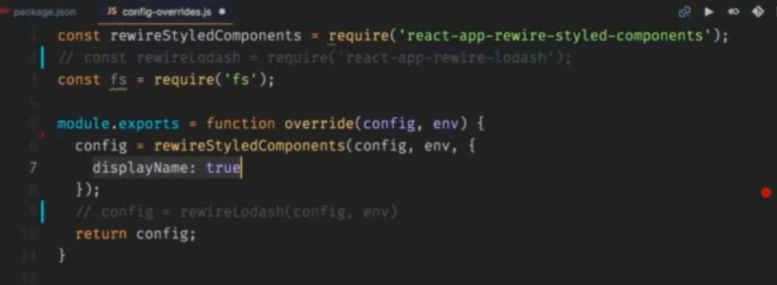 package.json JS config-overrides.js
const rewireStyledComponents = require('react-app-rewire-styled-components');
// const rewireLodash = require('react-app-rewire-lodash');
const fs = require('fs');
module.exports = function override(config, env) {
config = rewireStyledComponents(config, env, {
7 displayName: true
});
// config = rewireLodash(config, env)
return config;
}